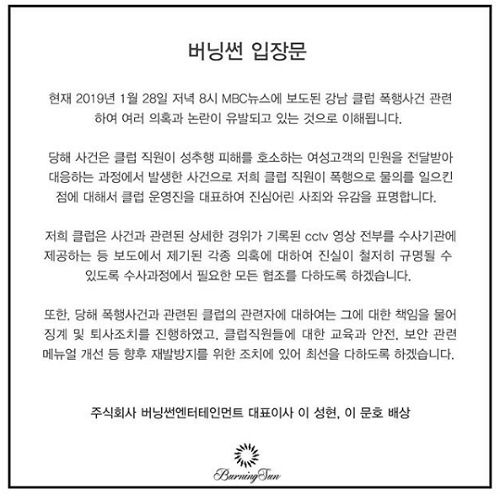 버닝썬 입장문
현재 2019년 1월 28일 저녁 8시 MBC뉴스에 보도된 강남 클럽 폭행사건 관련
하여 여러 의혹과 논란이 유발되고 있는 것으로 이해됩니다.
당해 사건은 클럽 직원이 성추행 피해를 호소하는 여성고객의 민원을 전달받아
대응하는 과정에서 발생한 사건으로 저희 클럽 직원이 폭행으로 물의를 일으킨
점에 대해서 클럽 운영진을 대표하여 진심어린 사죄와 유감을 표명합니다.
저희 클럽은 사건과 관련된 상세한 경위가 기록된 cctv 영상 전부를 수사기관에
제공하는 등 보도에서 제기된 각종 의혹에 대하여 진실이 철저히 규명될 수
있도록 수사과정에서 필요한 모든 협조를 다하도록 하겠습니다.
또한, 당해 폭행사건과 관련된 클럽의 관련자에 대하여는 그에 대한 책임을 물어
징계 및 퇴사조치를 진행하였고, 클럽직원들에 대한 교육과 안전, 보안 관련
메뉴얼 개선 등 향후 재발방지를 위한 조치에 있어 최선을 다하도록 하겠습니다.
주식회사 버닝썬엔터테인먼트 대표이사 이 성현, 이 문호 배상
BurningSun